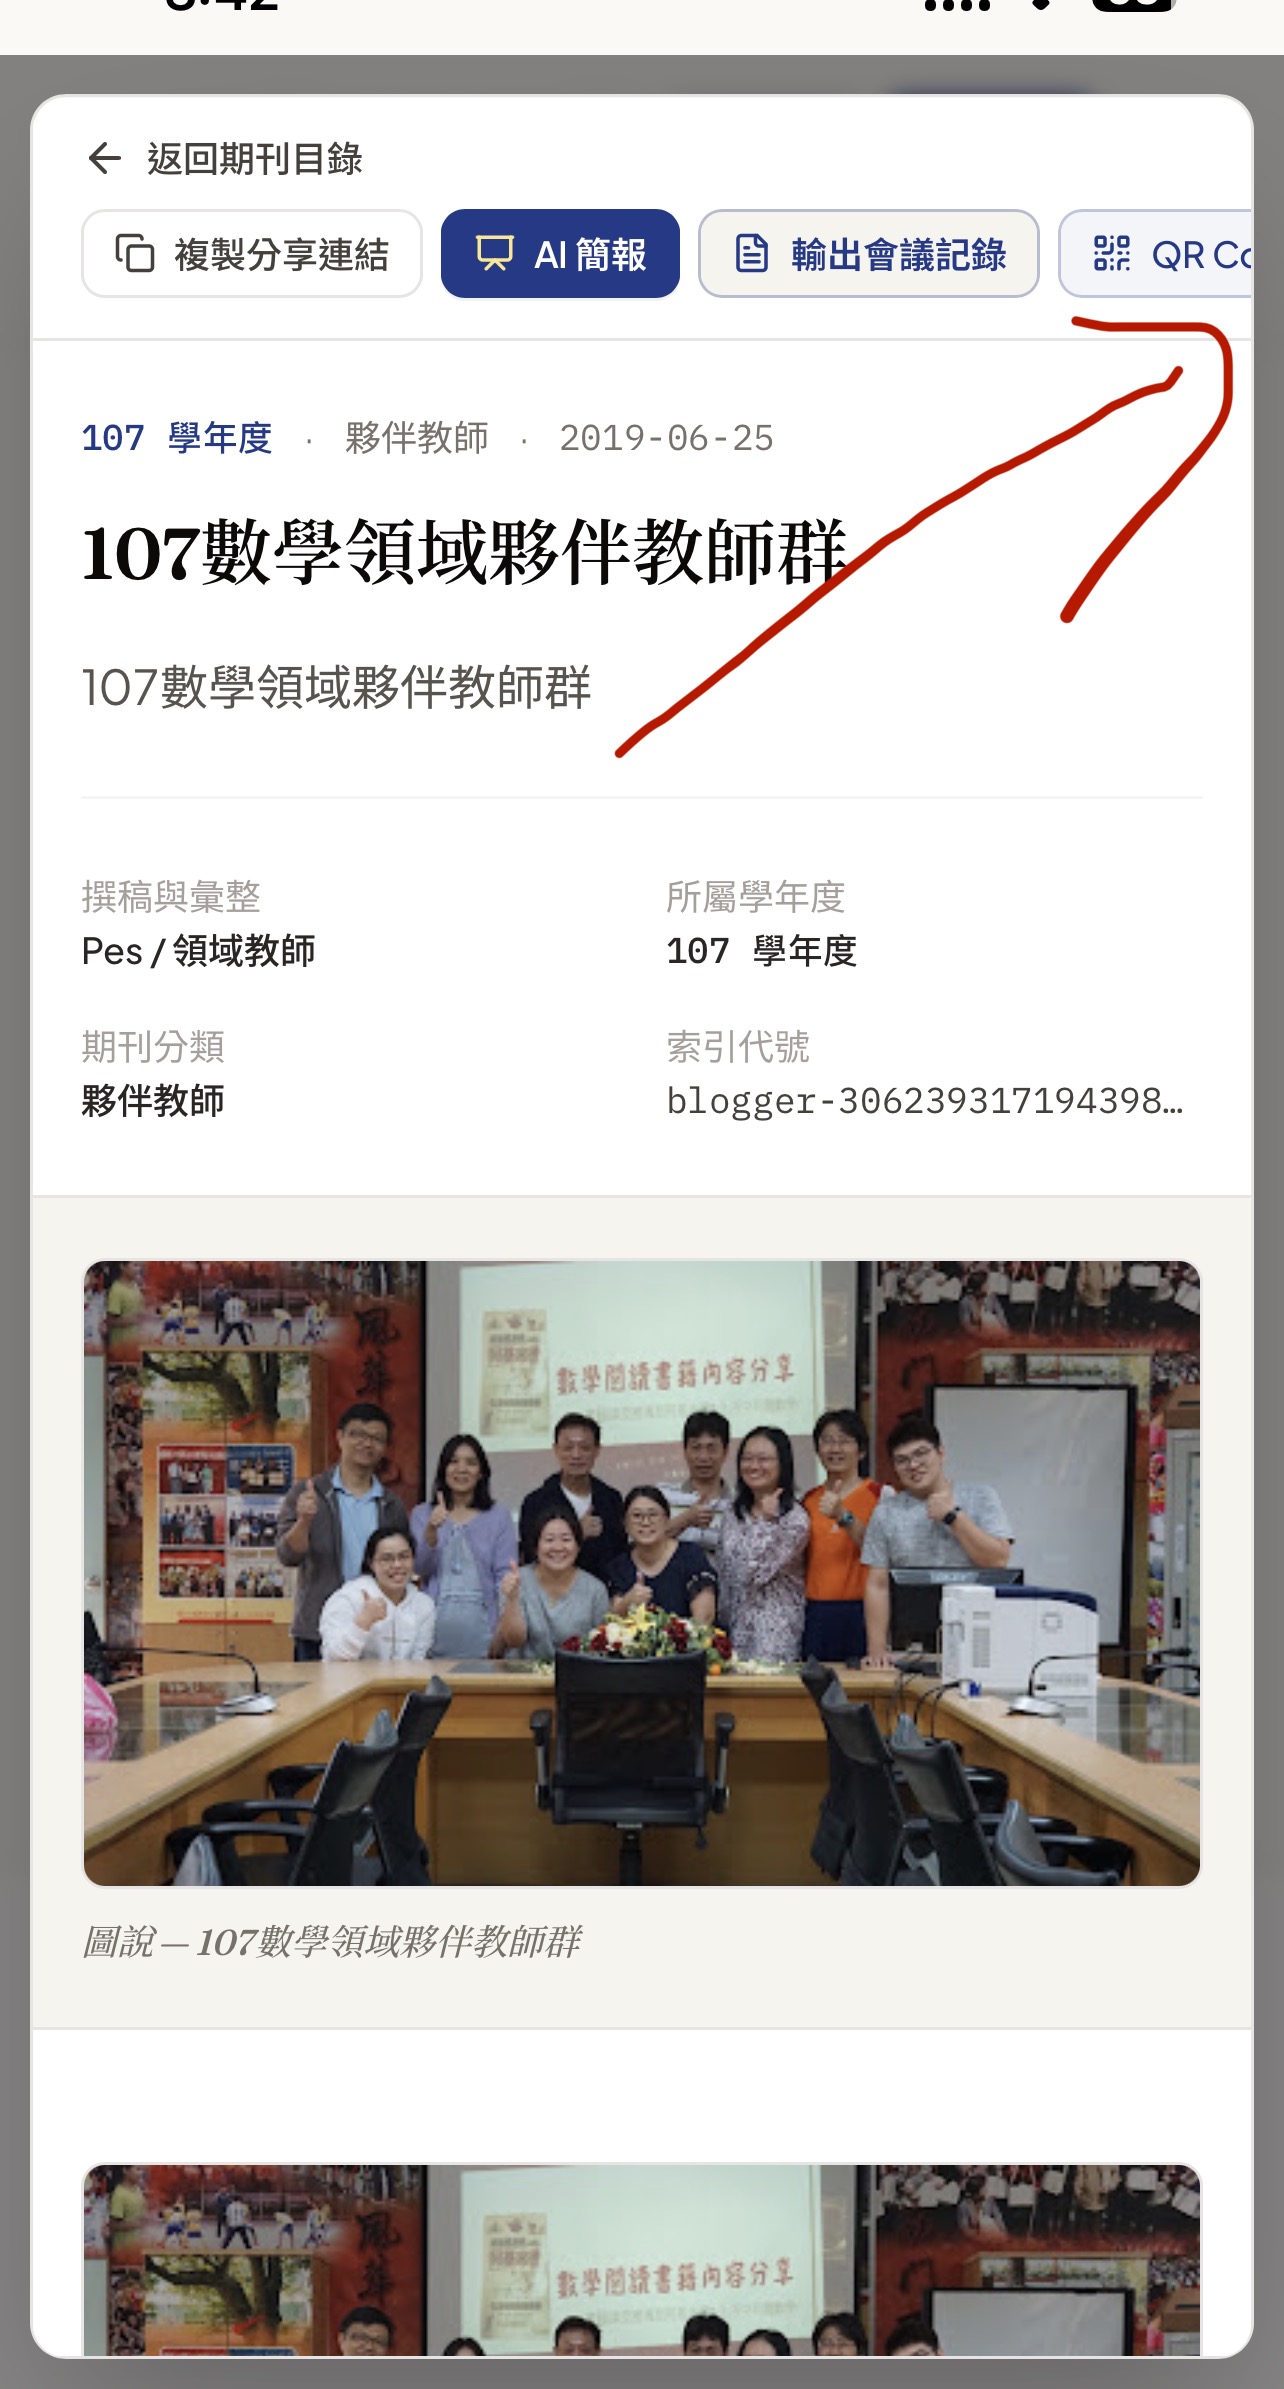 返回期刊目錄
複製分享連結
AI 簡報
輸出會議記錄
QR Co
107 學年度 · 夥伴教師 · 2019-06-25
107數學領域夥伴教師群
107數學領域夥伴教師群
撰稿與彙整
Pes / 領域教師
所屬學年度
107 學年度
期刊分類
夥伴教師
索引代號
blogger-306239317194398…
數學閱讀書籍內容分享
圖說 — 107數學領域夥伴教師群
數學閱讀書籍內容分享